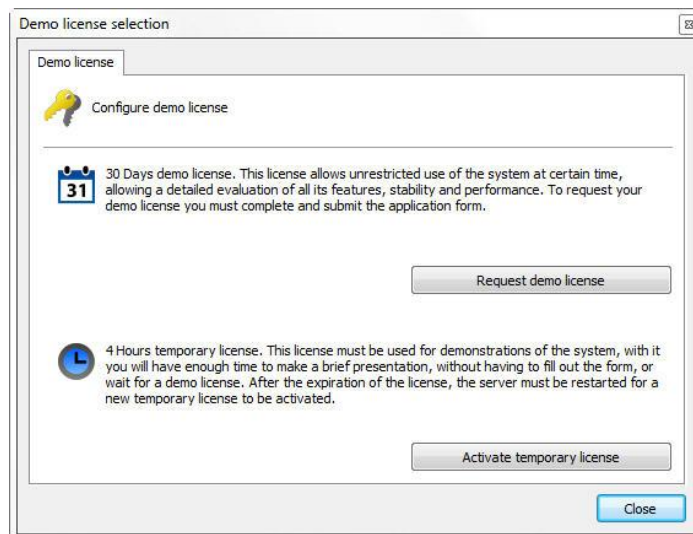 Demo license selection
Demo license
Configure demo license
31
30 Days demo license. This license allows unrestricted use of the system at certain time,
allowing a detailed evaluation of all its features, stability and performance. To request your
demo license you must complete and submit the application form.
Request demo license
4 Hours temporary license. This license must be used for demonstrations of the system, with it
you will have enough time to make a brief presentation, without having to fill out the form, or
wait for a demo license. After the expiration of the license, the server must be restarted for a
new temporary license to be activated.
Activate temporary license
Close